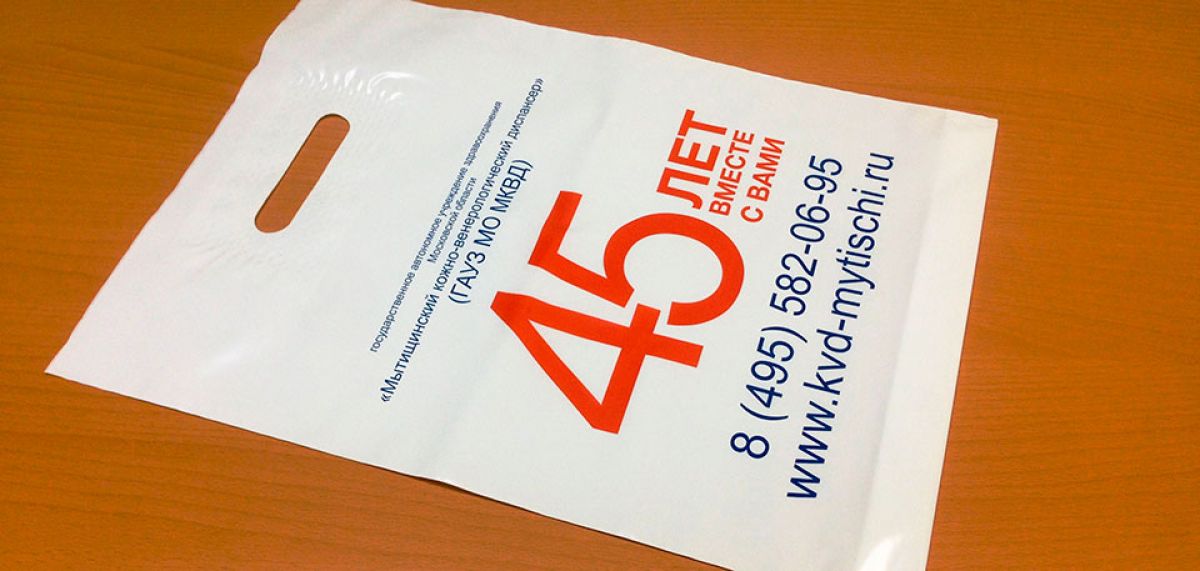 государственное автономное учреждение здравоохранения
Московской области
«Мытищинский кожно-венерологический диспансер»
(ГАУЗ МО МКВД)
45 ЛЕТ
ВМЕСТЕ
С ВАМИ
8 (495) 582-06-95
www.kvd-mytischi.ru